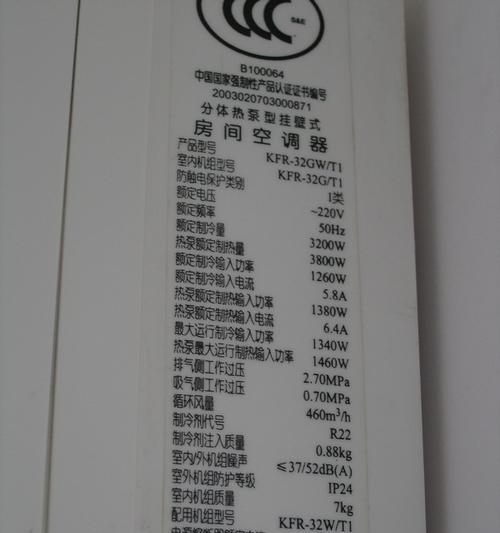 CCC S&E
B100064
中国国家强制性产品认证证书编号
2003020703000871
分体热泵型挂壁式
房间空调器
产品型号 KFR-32GW/T1
室内机组型号 KFR-32G/T1
防触电保护类别 1类
额定电压 ~220V
额定频率 50Hz
额定制冷量 3200W
热泵额定制热量 3800W
额定制冷输入功率 1260W
额定制冷输入电流 5.8A
热泵额定制热输入功率 1380W
热泵额定制热输入电流 6.4A
最大运行制冷输入功率 1340W
热泵最大运行制热输入功率 1460W
排气侧工作过压 2.70MPa
吸气侧工作过压 0.70MPa
循环风量 460m³/h
制冷剂代号 R22
制冷剂注入质量 0.88kg
室内/外机组噪声 ≤37/52dB(A)
室外机组防护等级 IP24
室内机组质量 7kg
配用机组型号 KFR-32W/T1